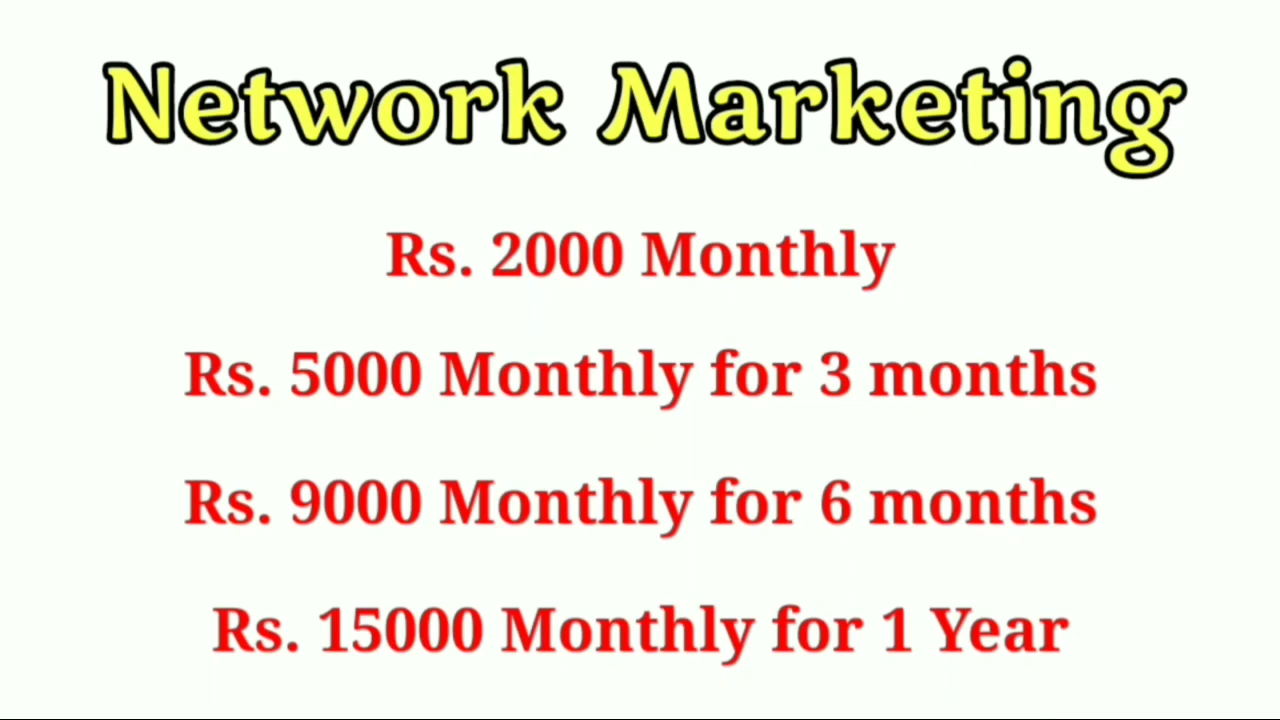 Network Marketing
Rs. 2000 Monthly
Rs. 5000 Monthly for 3 months
Rs. 9000 Monthly for 6 months
Rs. 15000 Monthly for 1 Year